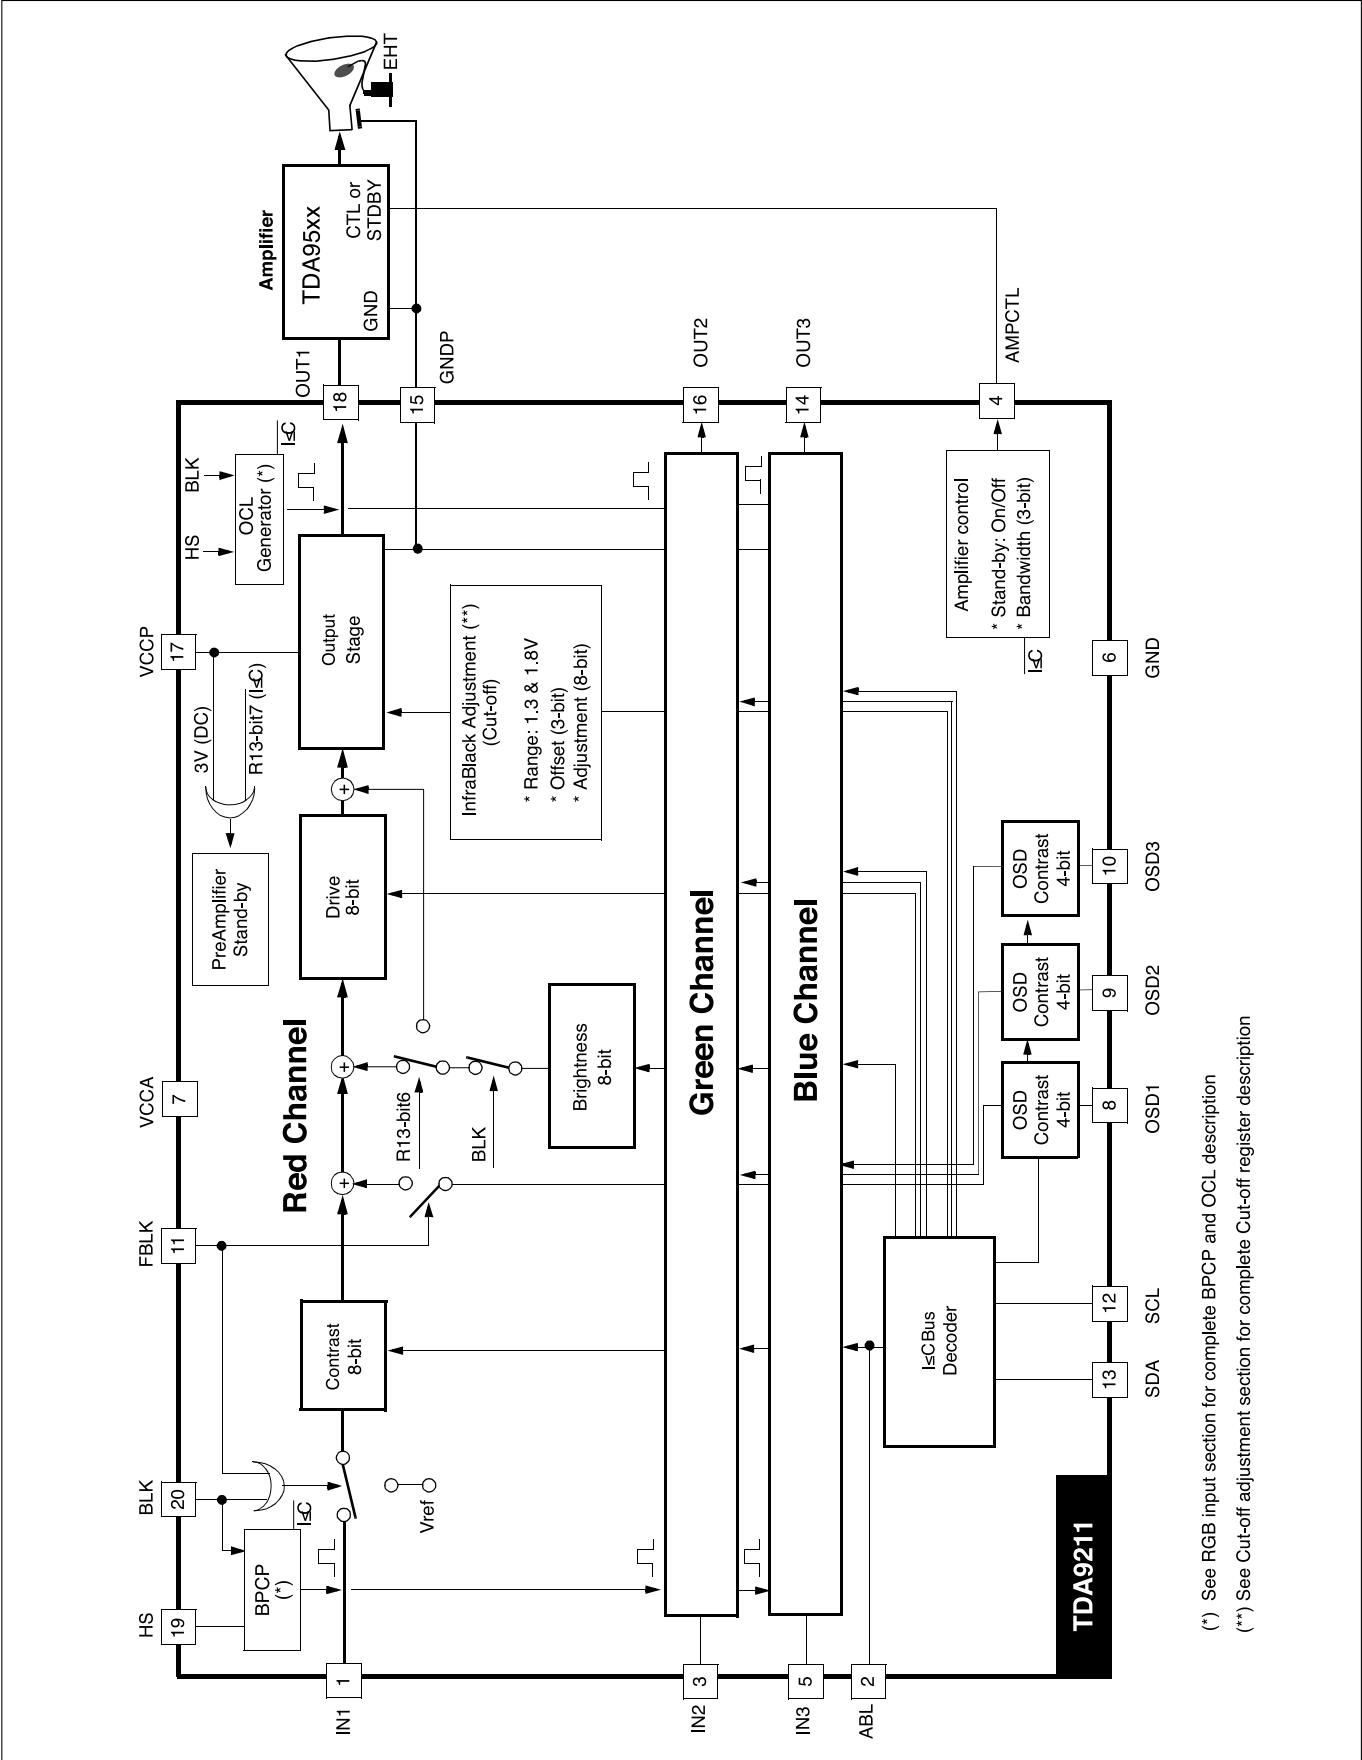 HS
BLK
FBLK
VCCA
VCCP
19
20
11
7
17
HS
BLK
BPCP
(*)
I≤C
3V (DC)
R13-bit7 (I≤C)
PreAmplifier
Stand-by
OCL
Generator (*)
I≤C
Red Channel
IN1
1
Vref
Contrast
8-bit
Drive
8-bit
Output
Stage
18
OUT1
Amplifier
TDA95xx
CTL or
STDBY
GND
EHT
15
GNDP
R13-bit6
BLK
Brightness
8-bit
InfraBlack Adjustment (**)
(Cut-off)
* Range: 1.3 & 1.8V
* Offset (3-bit)
* Adjustment (8-bit)
IN2
3
Green Channel
16
OUT2
IN3
5
Blue Channel
14
OUT3
ABL
2
I≤CBus
Decoder
OSD
Contrast
4-bit
OSD
Contrast
4-bit
OSD
Contrast
4-bit
Amplifier control
* Stand-by: On/Off
* Bandwidth (3-bit)
I≤C
4
AMPCTL
TDA9211
13
12
8
9
10
6
SDA
SCL
OSD1
OSD2
OSD3
GND
(*) See RGB input section for complete BPCP and OCL description
(**) See Cut-off adjustment section for complete Cut-off register description